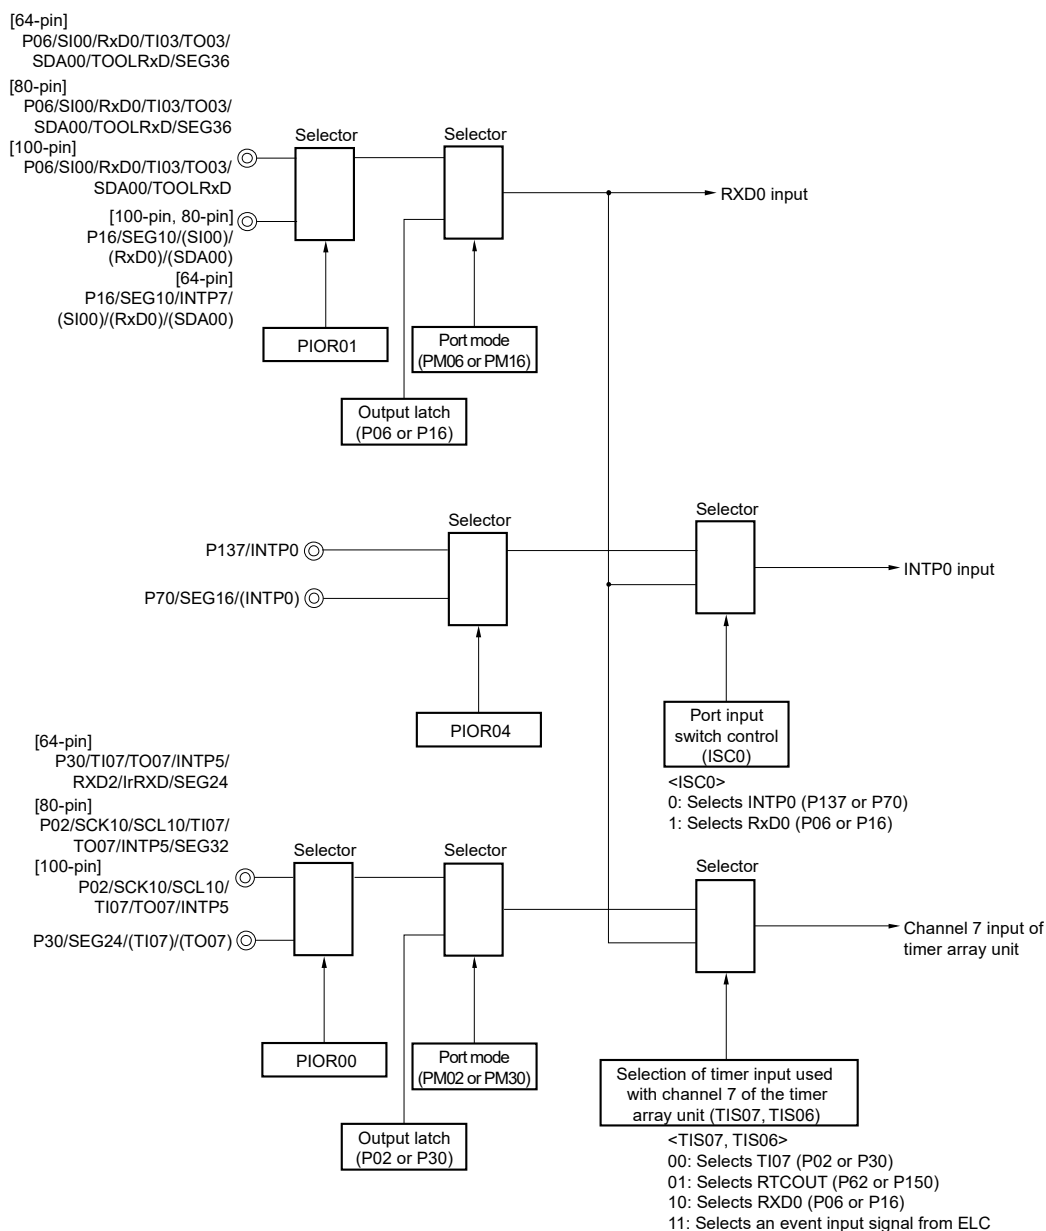 [64-pin]
P06/SI00/RxD0/TI03/TO03/
SDA00/TOOLRxD/SEG36
[80-pin]
P06/SI00/RxD0/TI03/TO03/
SDA00/TOOLRxD/SEG36
[100-pin]
P06/SI00/RxD0/TI03/TO03/
SDA00/TOOLRxD
[100-pin, 80-pin]
P16/SEG10/(SI00)/
(RxD0)/(SDA00)
[64-pin]
P16/SEG10/INTP7/
(SI00)/(RxD0)/(SDA00)
Selector
Selector
RXD0 input
PIOR01
Port mode
(PM06 or PM16)
Output latch
(P06 or P16)
Selector
Selector
P137/INTP0
P70/SEG16/(INTP0)
INTP0 input
PIOR04
Port input
switch control
(ISC0)
<ISC0>
0: Selects INTP0 (P137 or P70)
1: Selects RxD0 (P06 or P16)
[64-pin]
P30/TI07/TO07/INTP5/
RXD2/IrRXD/SEG24
[80-pin]
P02/SCK10/SCL10/TI07/
TO07/INTP5/SEG32
[100-pin]
P02/SCK10/SCL10/
TI07/TO07/INTP5
P30/SEG24/(TI07)/(TO07)
Selector
Selector
Selector
Channel 7 input of
timer array unit
PIOR00
Port mode
(PM02 or PM30)
Output latch
(P02 or P30)
Selection of timer input used
with channel 7 of the timer
array unit (TIS07, TIS06)
<TIS07, TIS06>
00: Selects TI07 (P02 or P30)
01: Selects RTCOUT (P62 or P150)
10: Selects RXD0 (P06 or P16)
11: Selects an event input signal from ELC